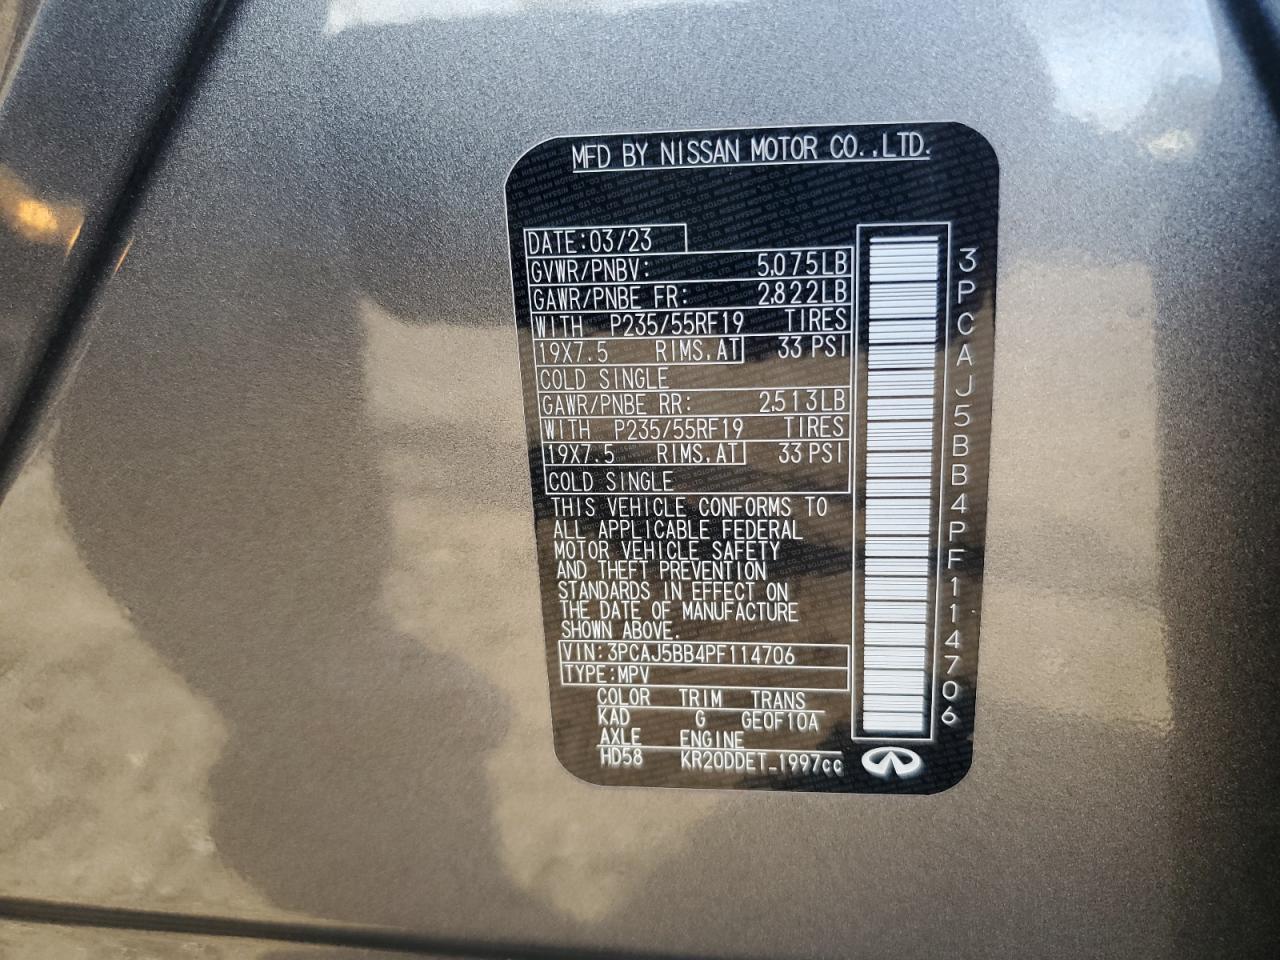 MFD BY NISSAN MOTOR CO.,LTD.
DATE:03/23
GVWR/PNBV: 5,075LB
GAWR/PNBE FR: 2,822LB
WITH P235/55RF19 TIRES
19X7.5 RIMS,AT 33 PSI
COLD SINGLE
GAWR/PNBE RR: 2,513LB
WITH P235/55RF19 TIRES
19X7.5 RIMS,AT 33 PSI
COLD SINGLE
THIS VEHICLE CONFORMS TO
ALL APPLICABLE FEDERAL
MOTOR VEHICLE SAFETY
AND THEFT PREVENTION
STANDARDS IN EFFECT ON
THE DATE OF MANUFACTURE
SHOWN ABOVE.
VIN:3PCAJ5BB4PF114706
TYPE:MPV
COLOR TRIM TRANS
KAD G GE0F10A
AXLE ENGINE
HD58 KR20DDET_1997cc
3PCAJ5BB4PF114706